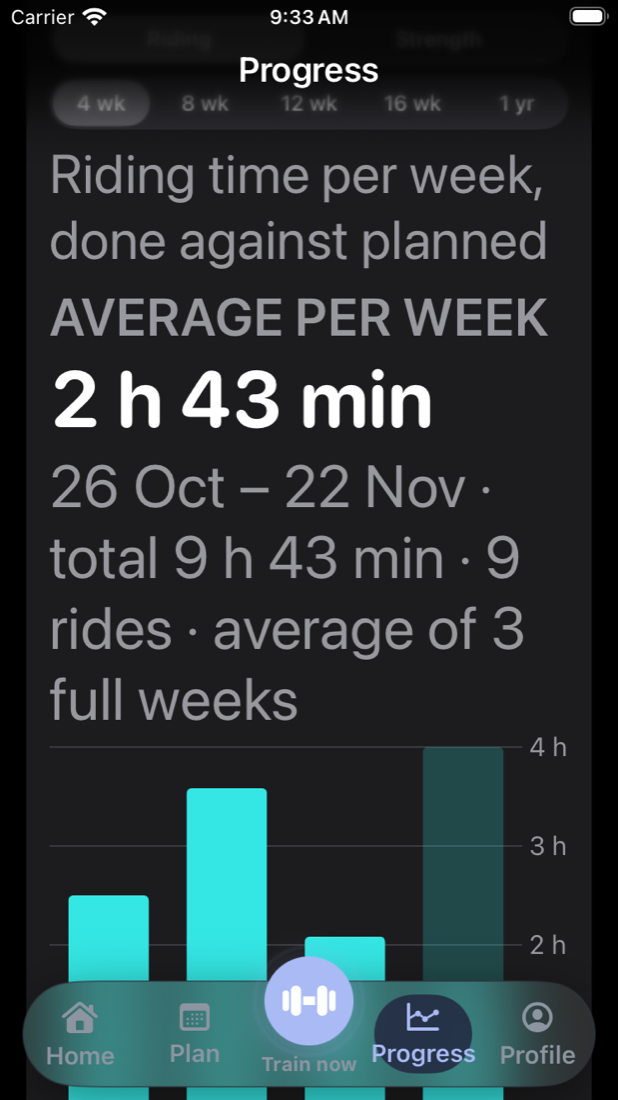 Carrier 9:33 AM
Riding Strength
Progress
4 wk 8 wk 12 wk 16 wk 1 yr
Riding time per week,
done against planned
AVERAGE PER WEEK
2 h 43 min
26 Oct – 22 Nov ·
total 9 h 43 min · 9
rides · average of 3
full weeks
4 h
3 h
2 h
Home Plan Train now Progress Profile